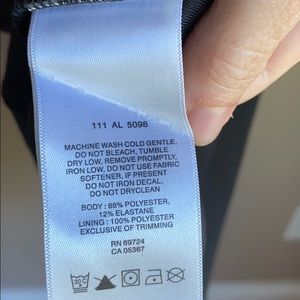 111 AL 5098
MACHINE WASH COLD GENTLE,
DO NOT BLEACH, TUMBLE
DRY LOW, REMOVE PROMPTLY,
IRON LOW, DO NOT USE FABRIC
SOFTENER, IF PRESENT
DO NOT IRON DECAL,
DO NOT DRYCLEAN
BODY : 88% POLYESTER,
12% ELASTANE
LINING : 100% POLYESTER
EXCLUSIVE OF TRIMMING
RN 69724
CA 05367
30